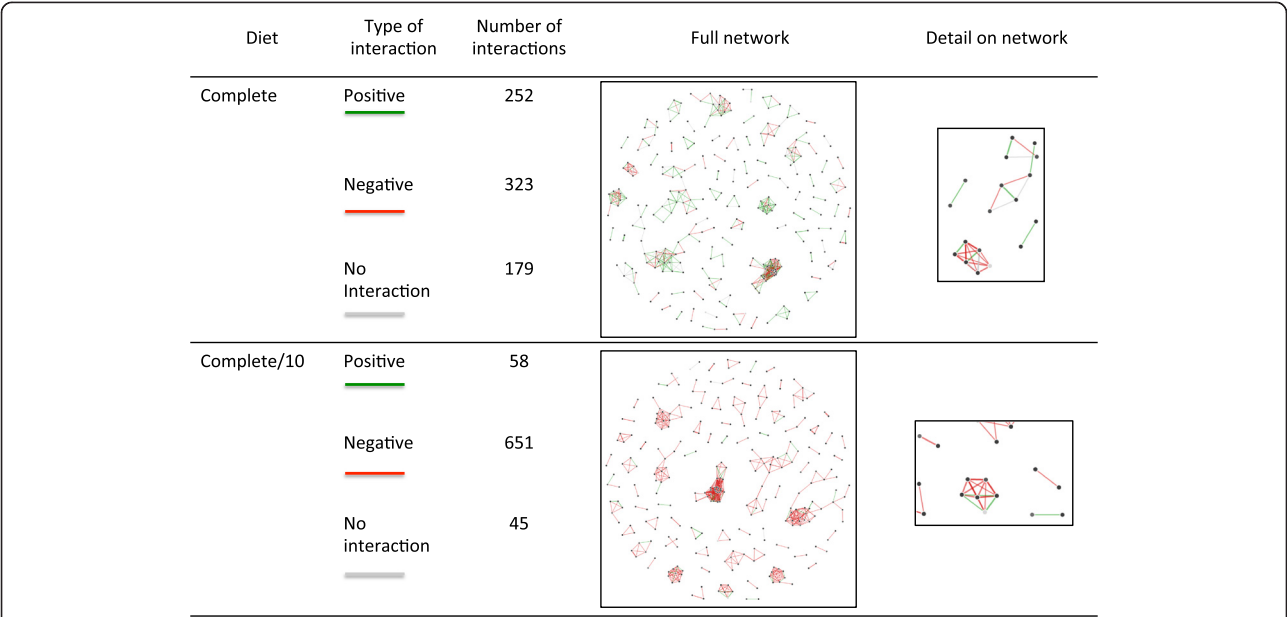 Diet
Type of
interaction
Number of
interactions
Full network
Detail on network
Complete
Positive
252
Negative
323
No
Interaction
179
Complete/10
Positive
58
Negative
651
No
interaction
45